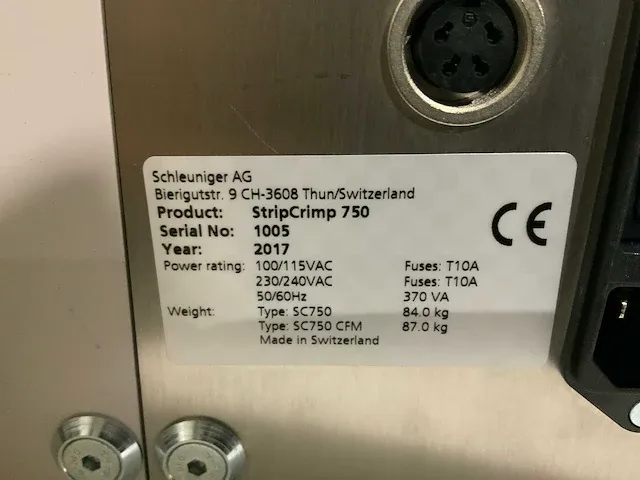 Schleuniger AG
Bierigutstr. 9 CH-3608 Thun/Switzerland
Product: StripCrimp 750
Serial No: 1005
Year: 2017
Power rating: 100/115VAC Fuses: T10A
230/240VAC Fuses: T10A
50/60Hz 370 VA
Weight: Type: SC750 84.0 kg
Type: SC750 CFM 87.0 kg
Made in Switzerland
CE